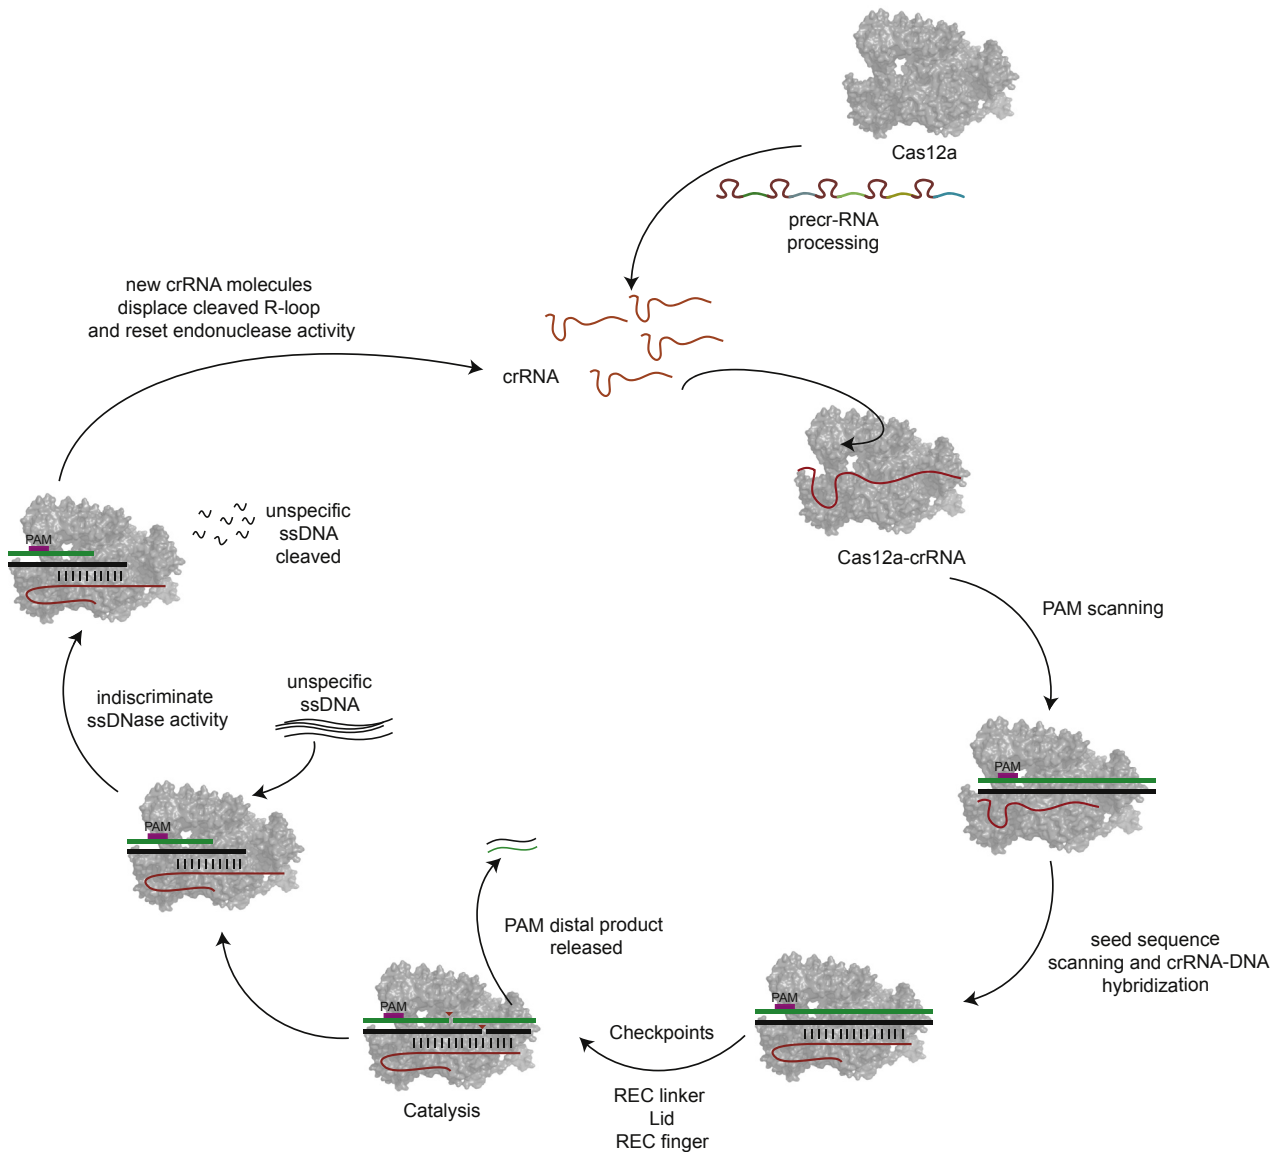 Cas12a
precr-RNA
processing
new crRNA molecules
displace cleaved R-loop
and reset endonuclease activity
crRNA
Cas12a-crRNA
PAM scanning
PAM
unspecific
ssDNA
cleaved
indiscriminate
ssDNase activity
unspecific
ssDNA
PAM
PAM
seed sequence
scanning and crRNA-DNA
hybridization
PAM
Checkpoints
REC linker
Lid
REC finger
PAM distal product
released
PAM
Catalysis